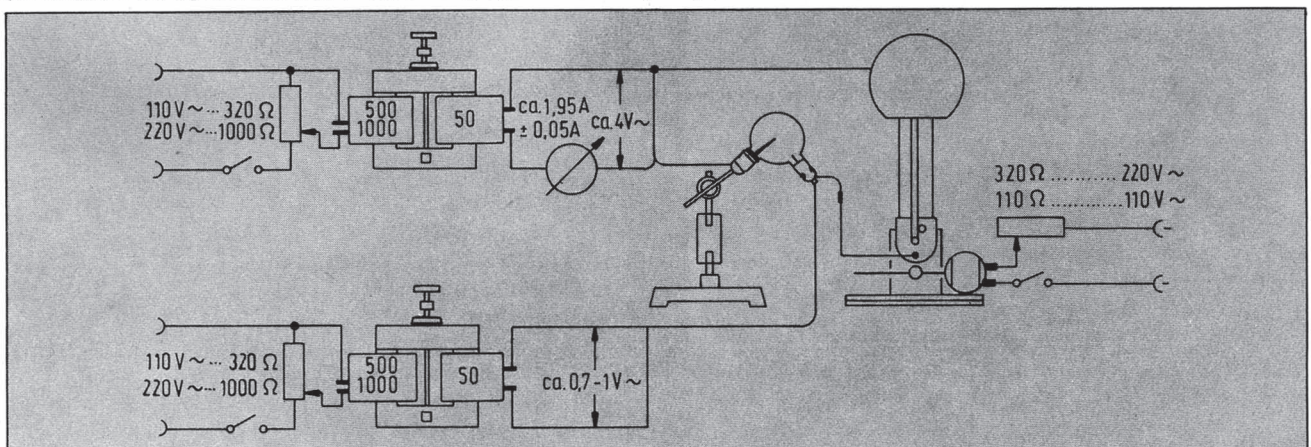 110 V ~ ··· 320 Ω
220 V ~ ··· 1000 Ω
500
1000
50
ca. 1,95 A
± 0,05 A
ca. 4 V ~
320 Ω ............ 220 V ~
110 Ω ............. 110 V ~
110 V ~ ··· 320 Ω
220 V ~ ··· 1000 Ω
500
1000
50
ca. 0,7 - 1 V ~